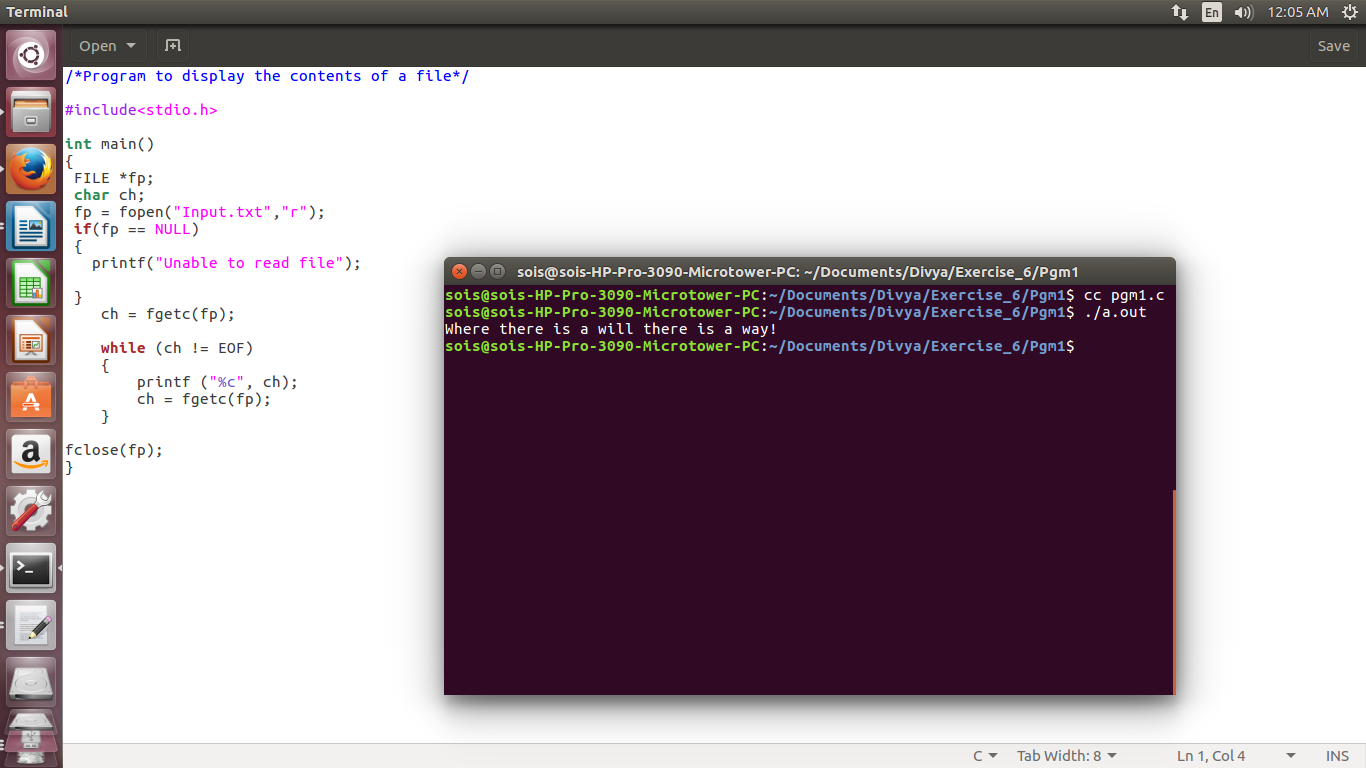 Terminal
En
12:05 AM
Open
Save
/*Program to display the contents of a file*/
#include<stdio.h>
int main()
{
FILE *fp;
char ch;
fp = fopen("Input.txt","r");
if(fp == NULL)
{
printf("Unable to read file");
}
ch = fgetc(fp);
while (ch != EOF)
{
printf ("%c", ch);
ch = fgetc(fp);
}
fclose(fp);
}
sois@sois-HP-Pro-3090-Microtower-PC: ~/Documents/Divya/Exercise_6/Pgm1
sois@sois-HP-Pro-3090-Microtower-PC:~/Documents/Divya/Exercise_6/Pgm1$ cc pgm1.c
sois@sois-HP-Pro-3090-Microtower-PC:~/Documents/Divya/Exercise_6/Pgm1$ ./a.out
Where there is a will there is a way!
sois@sois-HP-Pro-3090-Microtower-PC:~/Documents/Divya/Exercise_6/Pgm1$
C
Tab Width: 8
Ln 1, Col 4
INS